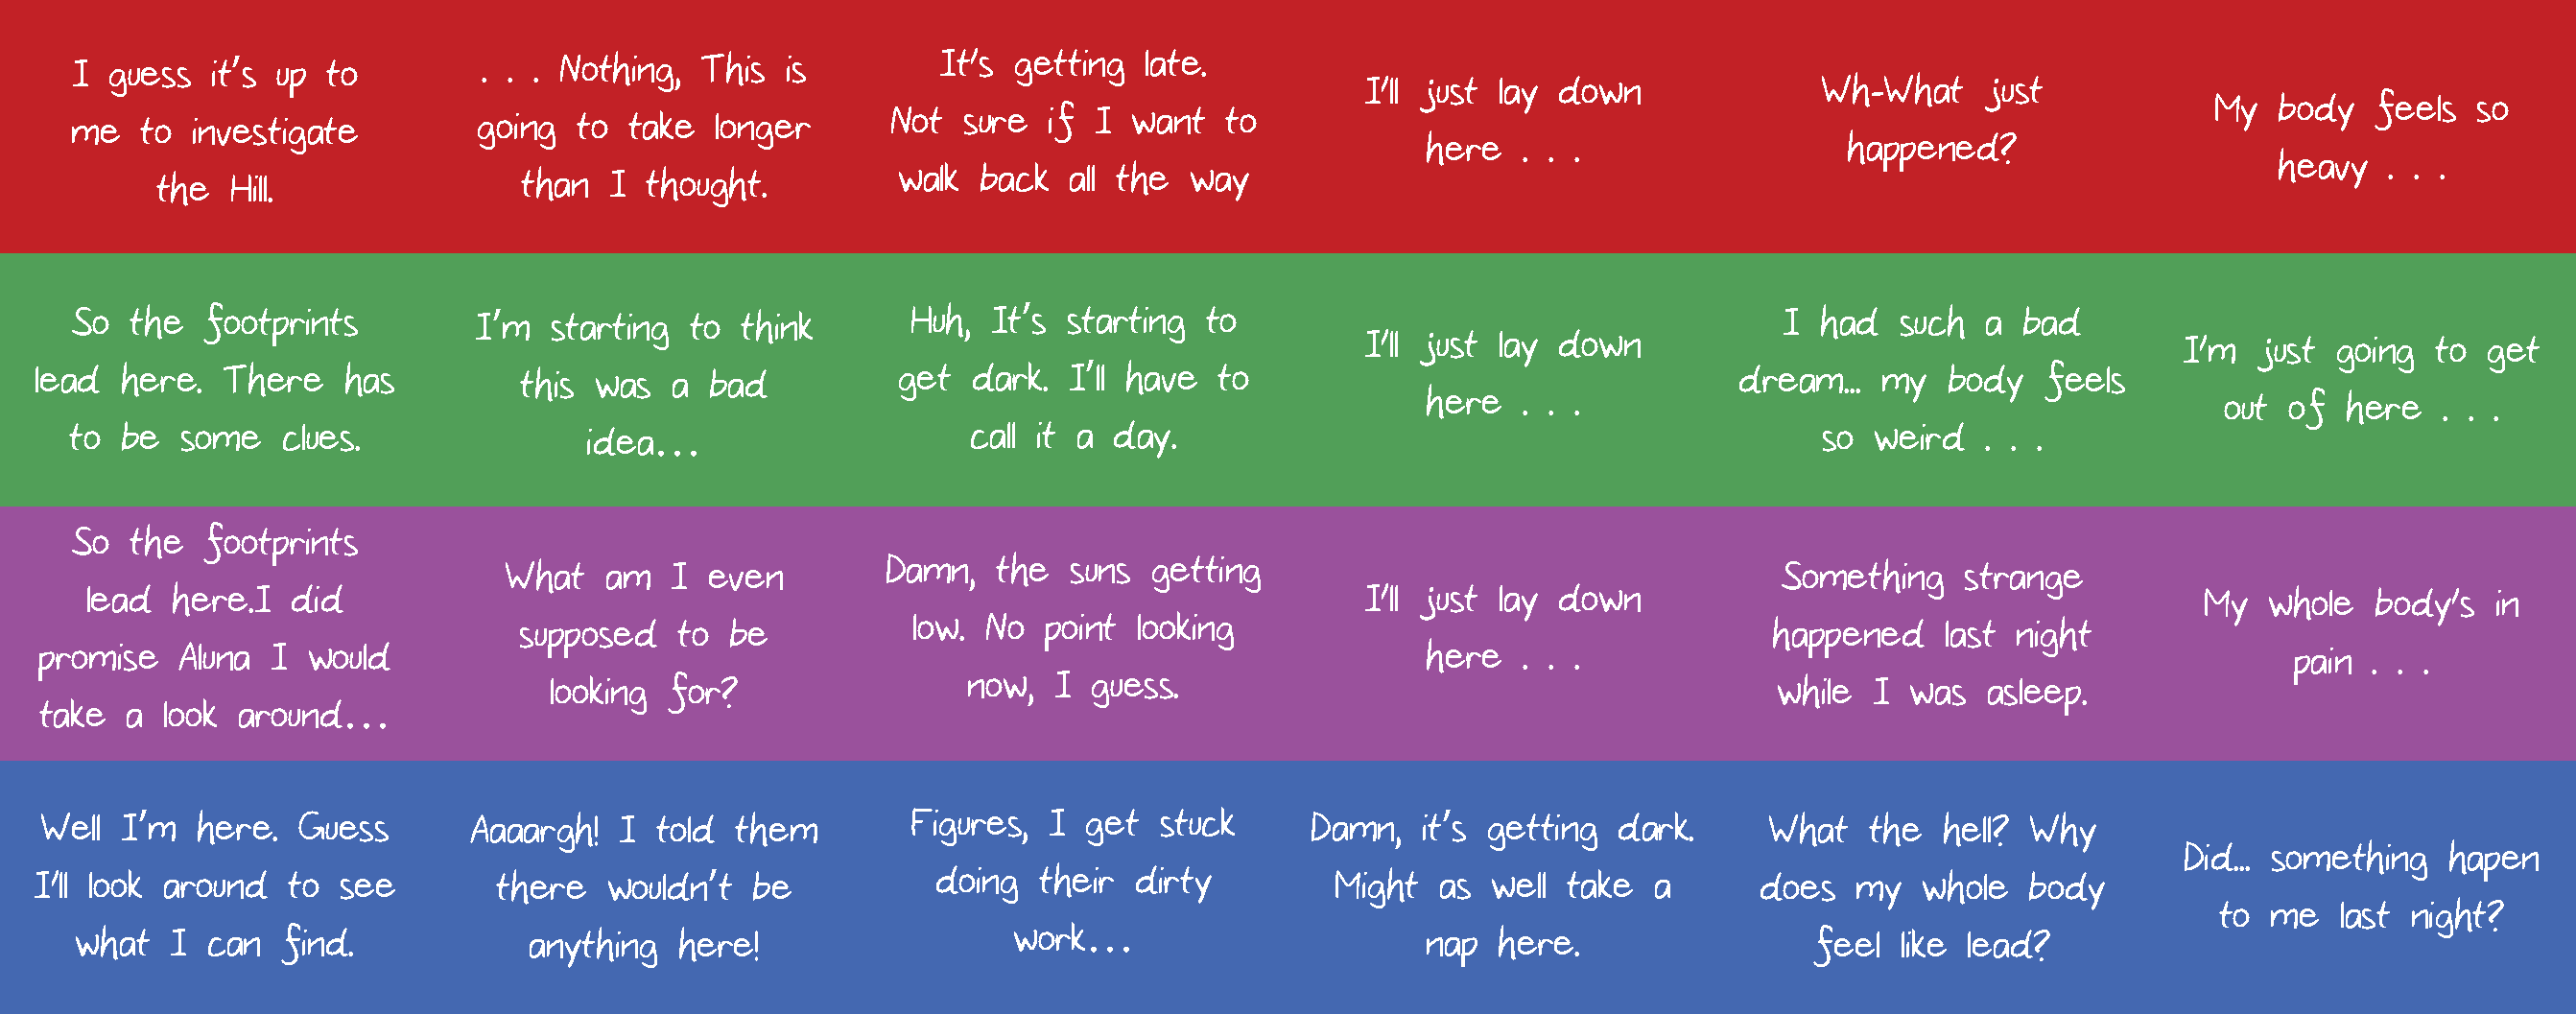 I guess it's up to
me to investigate
the Hill.
. . . Nothing, This is
going to take longer
than I thought.
It's getting late.
Not sure if I want to
walk back all the way
I'll just lay down
here . . .
Wh-What just
happened?
My body feels so
heavy . . .
So the footprints
lead here. There has
to be some clues.
I'm starting to think
this was a bad
idea...
Huh, It's starting to
get dark. I'll have to
call it a day.
I'll just lay down
here . . .
I had such a bad
dream... my body feels
so weird . . .
I'm just going to get
out of here . . .
So the footprints
lead here.I did
promise Aluna I would
take a look around...
What am I even
supposed to be
looking for?
Damn, the suns getting
low. No point looking
now, I guess.
I'll just lay down
here . . .
Something strange
happened last night
while I was asleep.
My whole body's in
pain . . .
Well I'm here. Guess
I'll look around to see
what I can find.
Aaaargh! I told them
there wouldn't be
anything here!
Figures, I get stuck
doing their dirty
work...
Damn, it's getting dark.
Might as well take a
nap here.
What the hell? Why
does my whole body
feel like lead?
Did... something hapen
to me last night?